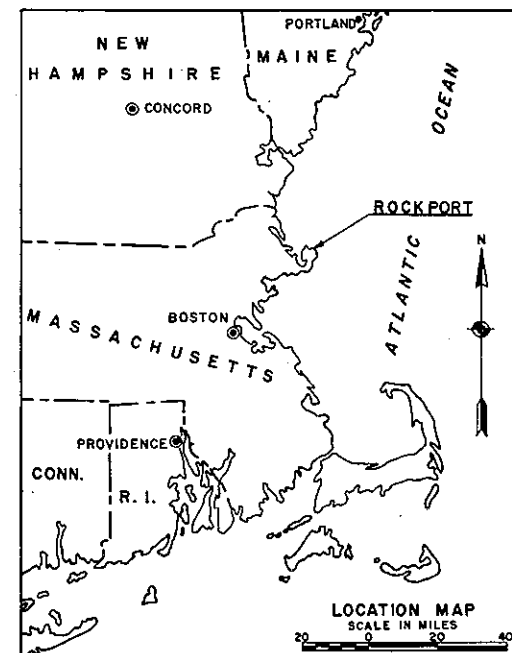 PORTLAND
NEW
HAMPSHIRE
MAINE
CONCORD
OCEAN
ROCKPORT
ATLANTIC
N
BOSTON
MASSACHUSETTS
PROVIDENCE
CONN.
R. I.
LOCATION MAP
SCALE IN MILES
20 0 20 40